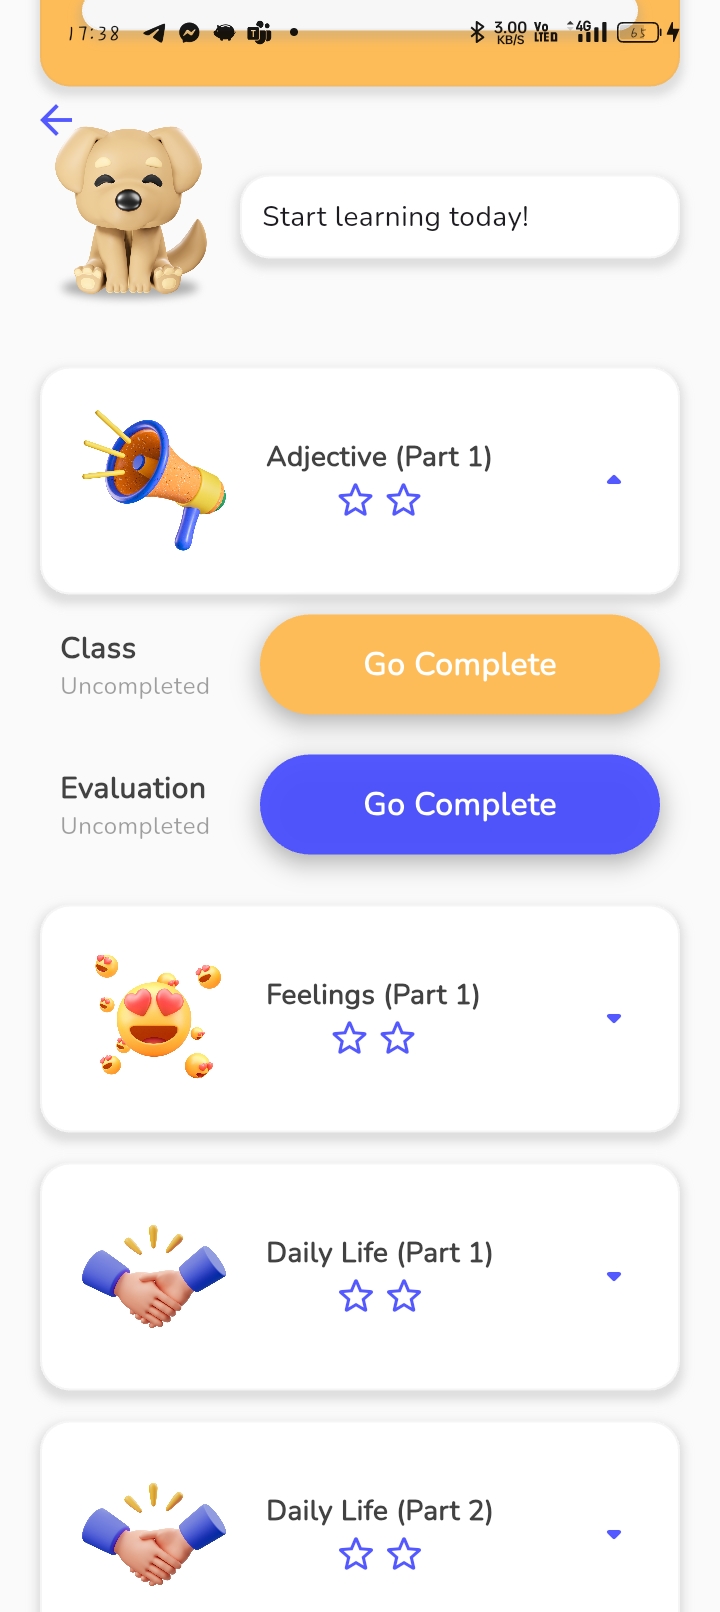 17:38
3.00 KB/S Vo LTED 4G 65
Start learning today!
Adjective (Part 1)
Class
Uncompleted
Go Complete
Evaluation
Uncompleted
Go Complete
Feelings (Part 1)
Daily Life (Part 1)
Daily Life (Part 2)